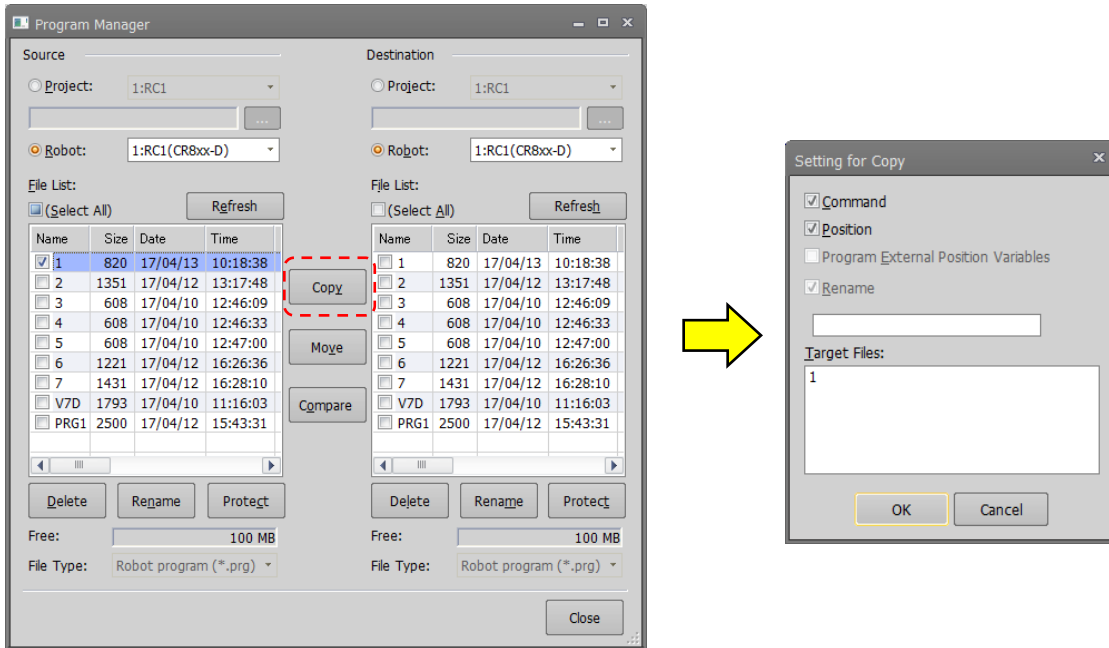 Program Manager
Source
Project: 1:RC1
...
Robot: 1:RC1(CR8xx-D)
File List:
(Select All) Refresh
Name Size Date Time
1 820 17/04/13 10:18:38
2 1351 17/04/12 13:17:48
3 608 17/04/10 12:46:09
4 608 17/04/10 12:46:33
5 608 17/04/10 12:47:00
6 1221 17/04/12 16:26:36
7 1431 17/04/12 16:28:10
V7D 1793 17/04/10 11:16:03
PRG1 2500 17/04/12 15:43:31
Delete Rename Protect
Free: 100 MB
File Type: Robot program (*.prg)
Copy
Move
Compare
Destination
Project: 1:RC1
...
Robot: 1:RC1(CR8xx-D)
File List:
(Select All) Refresh
Name Size Date Time
1 820 17/04/13 10:18:38
2 1351 17/04/12 13:17:48
3 608 17/04/10 12:46:09
4 608 17/04/10 12:46:33
5 608 17/04/10 12:47:00
6 1221 17/04/12 16:26:36
7 1431 17/04/12 16:28:10
V7D 1793 17/04/10 11:16:03
PRG1 2500 17/04/12 15:43:31
Delete Rename Protect
Free: 100 MB
File Type: Robot program (*.prg)
Close
Setting for Copy
Command
Position
Program External Position Variables
Rename
Target Files:
1
OK Cancel